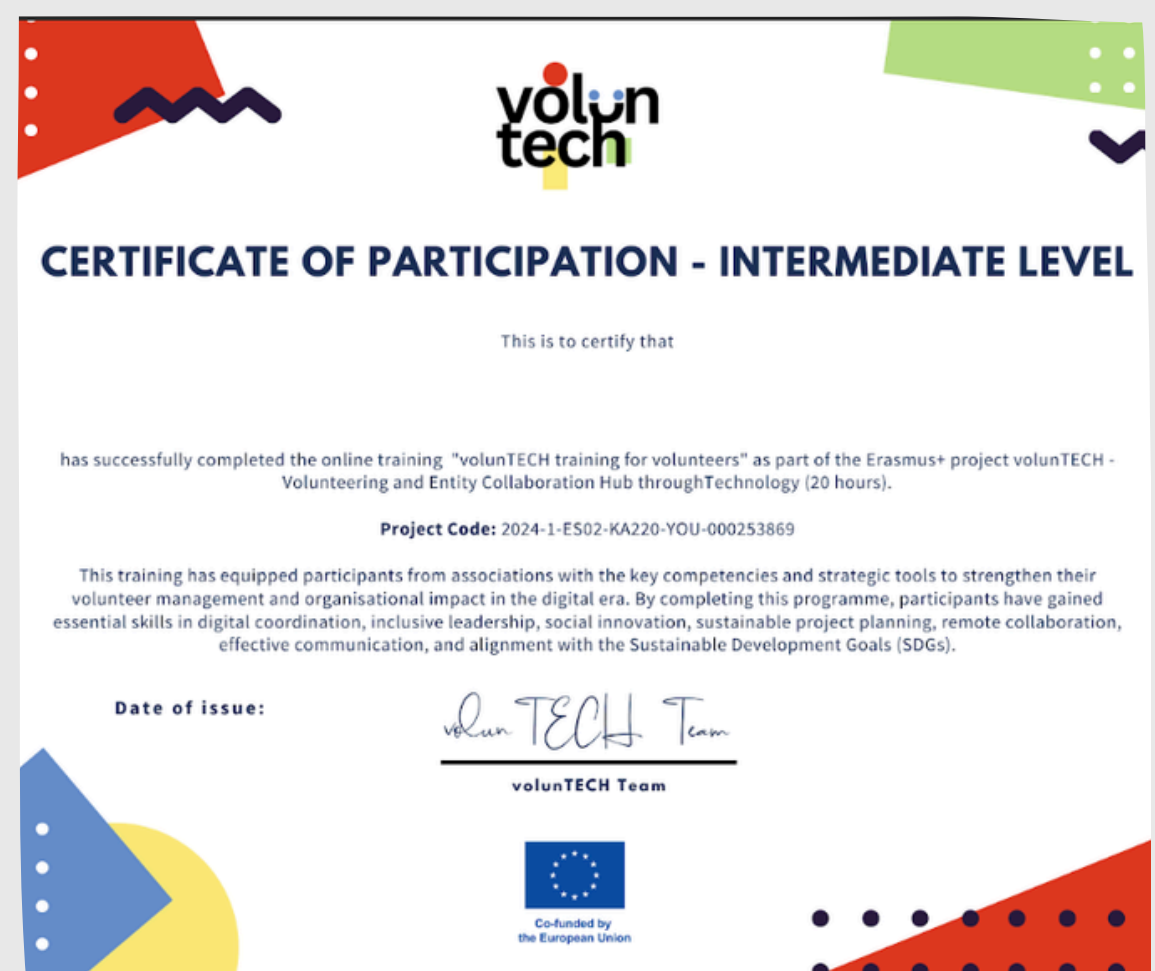 volun
tech
CERTIFICATE OF PARTICIPATION - INTERMEDIATE LEVEL
This is to certify that
has successfully completed the online training "volunTECH training for volunteers" as part of the Erasmus+ project volunTECH -
Volunteering and Entity Collaboration Hub throughTechnology (20 hours).
Project Code: 2024-1-ES02-KA220-YOU-000253869
This training has equipped participants from associations with the key competencies and strategic tools to strengthen their
volunteer management and organisational impact in the digital era. By completing this programme, participants have gained
essential skills in digital coordination, inclusive leadership, social innovation, sustainable project planning, remote collaboration,
effective communication, and alignment with the Sustainable Development Goals (SDGs).
Date of issue:
volunTECH Team
volunTECH Team
Co-funded by
the European Union